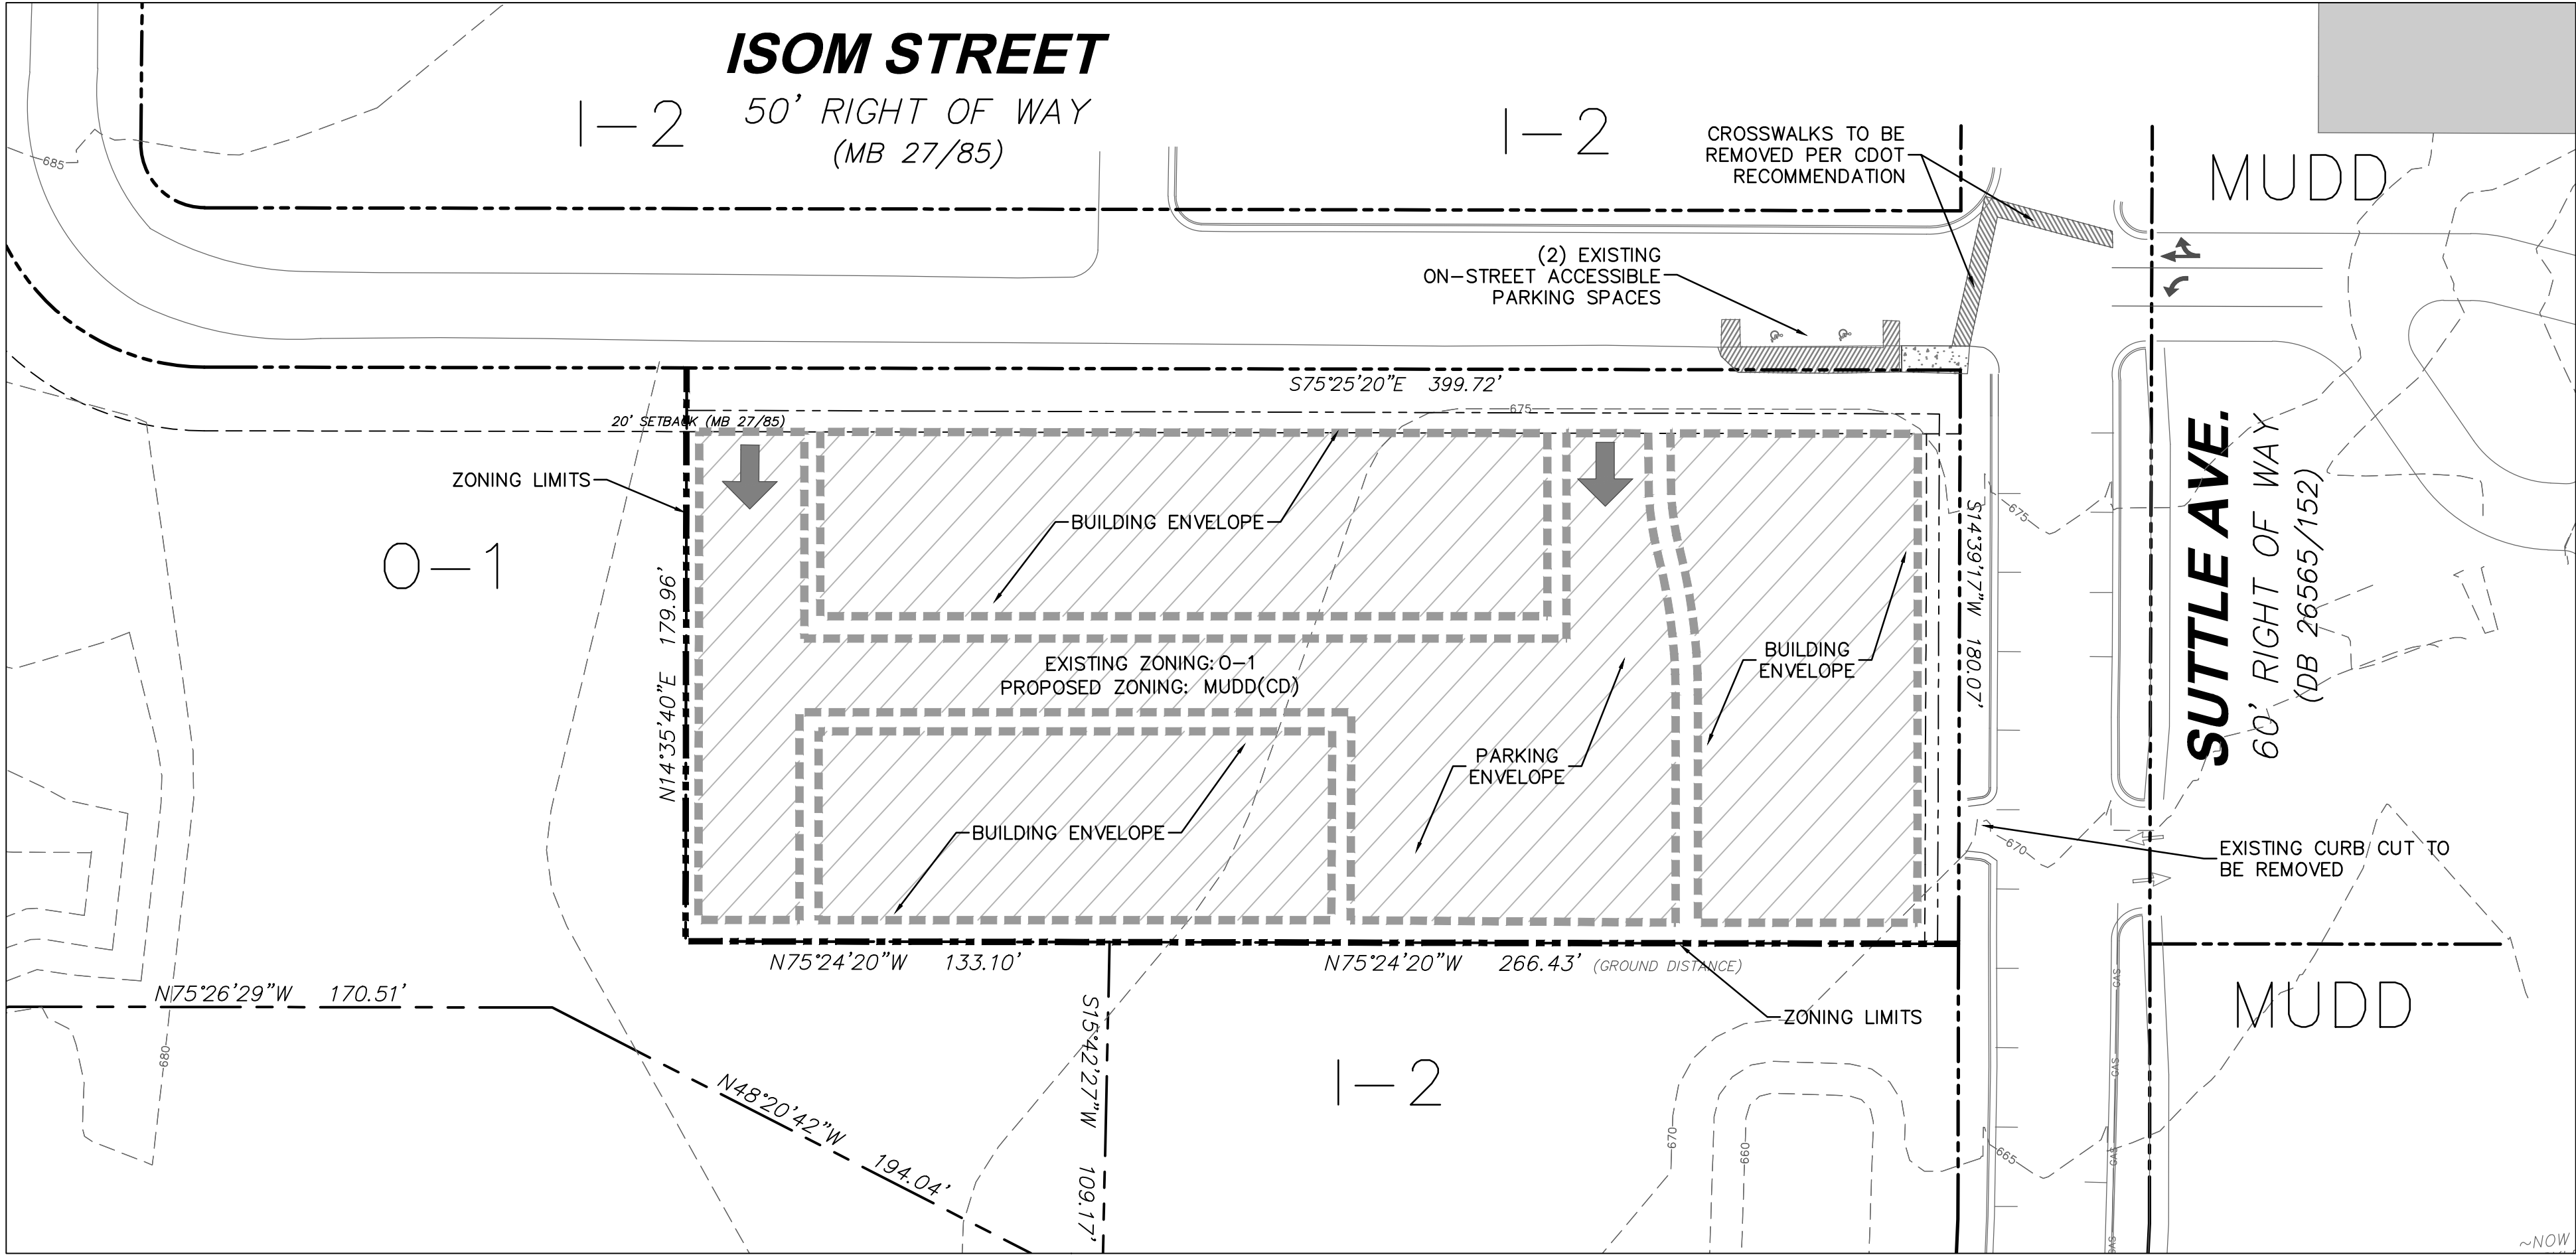 ISOM STREET
50' RIGHT OF WAY
(MB 27/85)
I-2
I-2
CROSSWALKS TO BE
REMOVED PER CDOT
RECOMMENDATION
MUDD
685
(2) EXISTING
ON-STREET ACCESSIBLE
PARKING SPACES
S75°25'20"E 399.72'
675
20' SETBACK (MB 27/85)
ZONING LIMITS
O-1
BUILDING ENVELOPE
675
S14°39'17"W 180.07'
SUTTLE AVE.
60' RIGHT OF WAY
(DB 26565/152)
N14°35'40"E 179.96'
EXISTING ZONING: O-1
PROPOSED ZONING: MUDD(CD)
BUILDING
ENVELOPE
PARKING
ENVELOPE
BUILDING ENVELOPE
670
EXISTING CURB CUT TO
BE REMOVED
N75°24'20"W 133.10'
N75°24'20"W 266.43' (GROUND DISTANCE)
N75°26'29"W 170.51'
ZONING LIMITS
MUDD
680
S15°42'27"W 109.17'
N48°20'42"W 194.04'
I-2
670
660
665
GAS
GAS
GAS
GAS
~NOW